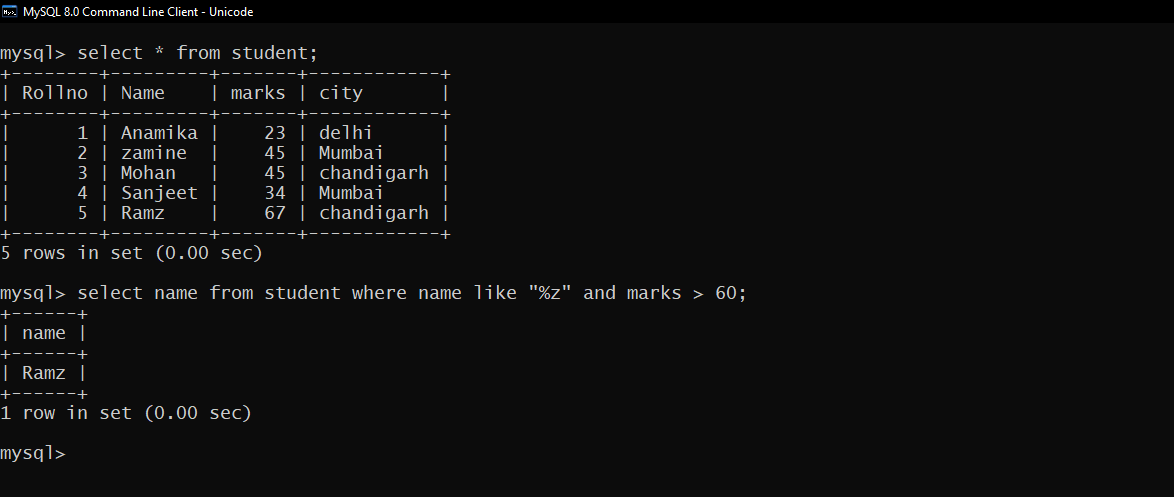 MySQL 8.0 Command Line Client - Unicode
mysql> select * from student;
+--------+---------+-------+------------+
| Rollno | Name    | marks | city       |
+--------+---------+-------+------------+
|      1 | Anamika |    23 | delhi      |
|      2 | zamine  |    45 | Mumbai     |
|      3 | Mohan   |    45 | chandigarh |
|      4 | Sanjeet |    34 | Mumbai     |
|      5 | Ramz    |    67 | chandigarh |
+--------+---------+-------+------------+
5 rows in set (0.00 sec)
mysql> select name from student where name like "%z" and marks > 60;
+------+
| name |
+------+
| Ramz |
+------+
1 row in set (0.00 sec)
mysql>